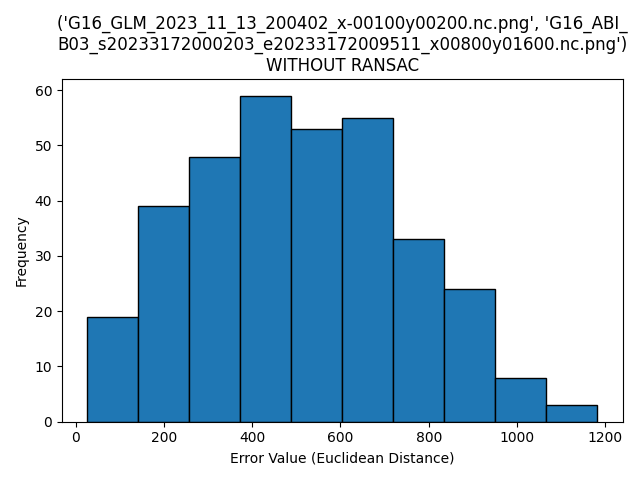 ('G16_GLM_2023_11_13_200402_x-00100y00200.nc.png', 'G16_ABI_
B03_s20233172000203_e20233172009511_x00800y01600.nc.png')
WITHOUT RANSAC
60
50
40
30
20
10
0
Frequency
0 200 400 600 800 1000 1200
Error Value (Euclidean Distance)